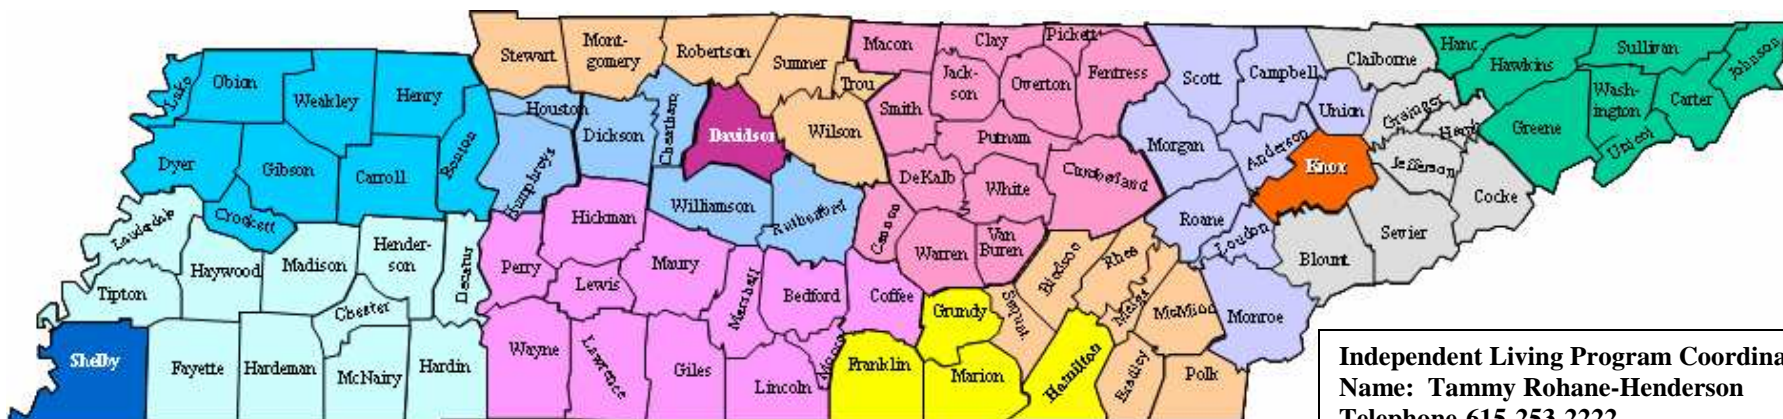 Stewart
Mont-
gomery
Robertson
Sumner
Trou
Macon
Clay
Pickett
Jack-
son
Overton
Fentress
Scott
Campbell
Claiborne
Hanc
Hawkins
Sullivan
Johnson
Lake
Obion
Weakley
Henry
Houston
Dickson
Cheatham
Davidson
Wilson
Smith
Putnam
Morgan
Anderson
Union
Grainger
Hamb
Greene
Wash-
ington
Carter
Unicoi
Dyer
Gibson
Carroll
Benton
Humphreys
Williamson
Rutherford
DeKalb
White
Cumberland
Knox
Jefferson
Cocke
Crockett
Lauderdale
Haywood
Madison
Hender-
son
Decatur
Hickman
Cannon
Warren
Van
Buren
Roane
Loudon
Blount
Sevier
Tipton
Chester
Perry
Lewis
Maury
Marshall
Bedford
Coffee
Grundy
Sequat
Bledsoe
Rhea
Meigs
McMinn
Monroe
Shelby
Fayette
Hardeman
McNairy
Hardin
Wayne
Lawrence
Giles
Lincoln
Moore
Franklin
Marion
Hamilton
Bradley
Polk
Independent Living Program Coordina
Name: Tammy Rohane-Henderson
Telephone 615-253-2222